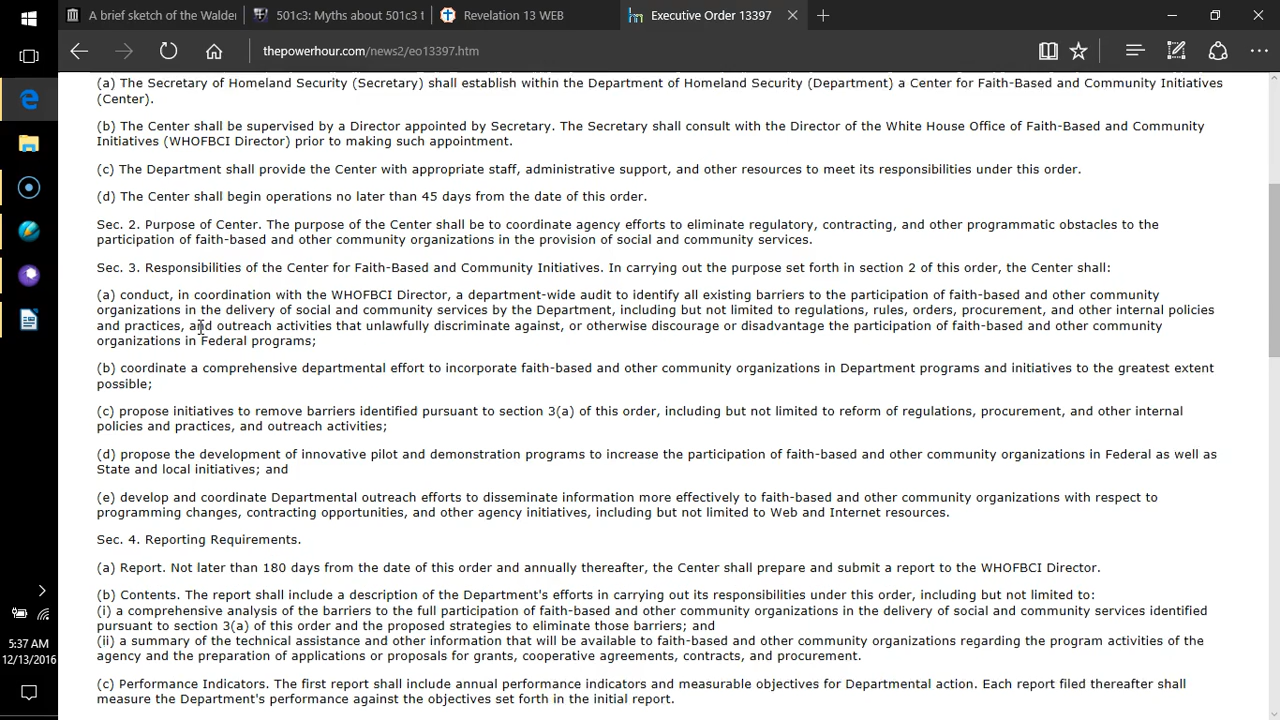 A brief sketch of the Walder
501c3: Myths about 501c3 t
Revelation 13 WEB
Executive Order 13397
thepowerhour.com/news2/eo13397.htm
(a) The Secretary of Homeland Security (Secretary) shall establish within the Department of Homeland Security (Department) a Center for Faith-Based and Community Initiatives
(Center).
(b) The Center shall be supervised by a Director appointed by Secretary. The Secretary shall consult with the Director of the White House Office of Faith-Based and Community
Initiatives (WHOFBCI Director) prior to making such appointment.
(c) The Department shall provide the Center with appropriate staff, administrative support, and other resources to meet its responsibilities under this order.
(d) The Center shall begin operations no later than 45 days from the date of this order.
Sec. 2. Purpose of Center. The purpose of the Center shall be to coordinate agency efforts to eliminate regulatory, contracting, and other programmatic obstacles to the
participation of faith-based and other community organizations in the provision of social and community services.
Sec. 3. Responsibilities of the Center for Faith-Based and Community Initiatives. In carrying out the purpose set forth in section 2 of this order, the Center shall:
(a) conduct, in coordination with the WHOFBCI Director, a department-wide audit to identify all existing barriers to the participation of faith-based and other community
organizations in the delivery of social and community services by the Department, including but not limited to regulations, rules, orders, procurement, and other internal policies
and practices, and outreach activities that unlawfully discriminate against, or otherwise discourage or disadvantage the participation of faith-based and other community
organizations in Federal programs;
(b) coordinate a comprehensive departmental effort to incorporate faith-based and other community organizations in Department programs and initiatives to the greatest extent
possible;
(c) propose initiatives to remove barriers identified pursuant to section 3(a) of this order, including but not limited to reform of regulations, procurement, and other internal
policies and practices, and outreach activities;
(d) propose the development of innovative pilot and demonstration programs to increase the participation of faith-based and other community organizations in Federal as well as
State and local initiatives; and
(e) develop and coordinate Departmental outreach efforts to disseminate information more effectively to faith-based and other community organizations with respect to
programming changes, contracting opportunities, and other agency initiatives, including but not limited to Web and Internet resources.
Sec. 4. Reporting Requirements.
(a) Report. Not later than 180 days from the date of this order and annually thereafter, the Center shall prepare and submit a report to the WHOFBCI Director.
(b) Contents. The report shall include a description of the Department's efforts in carrying out its responsibilities under this order, including but not limited to:
(i) a comprehensive analysis of the barriers to the full participation of faith-based and other community organizations in the delivery of social and community services identified
pursuant to section 3(a) of this order and the proposed strategies to eliminate those barriers; and
(ii) a summary of the technical assistance and other information that will be available to faith-based and other community organizations regarding the program activities of the
agency and the preparation of applications or proposals for grants, cooperative agreements, contracts, and procurement.
(c) Performance Indicators. The first report shall include annual performance indicators and measurable objectives for Departmental action. Each report filed thereafter shall
measure the Department's performance against the objectives set forth in the initial report.
5:37 AM
12/13/2016